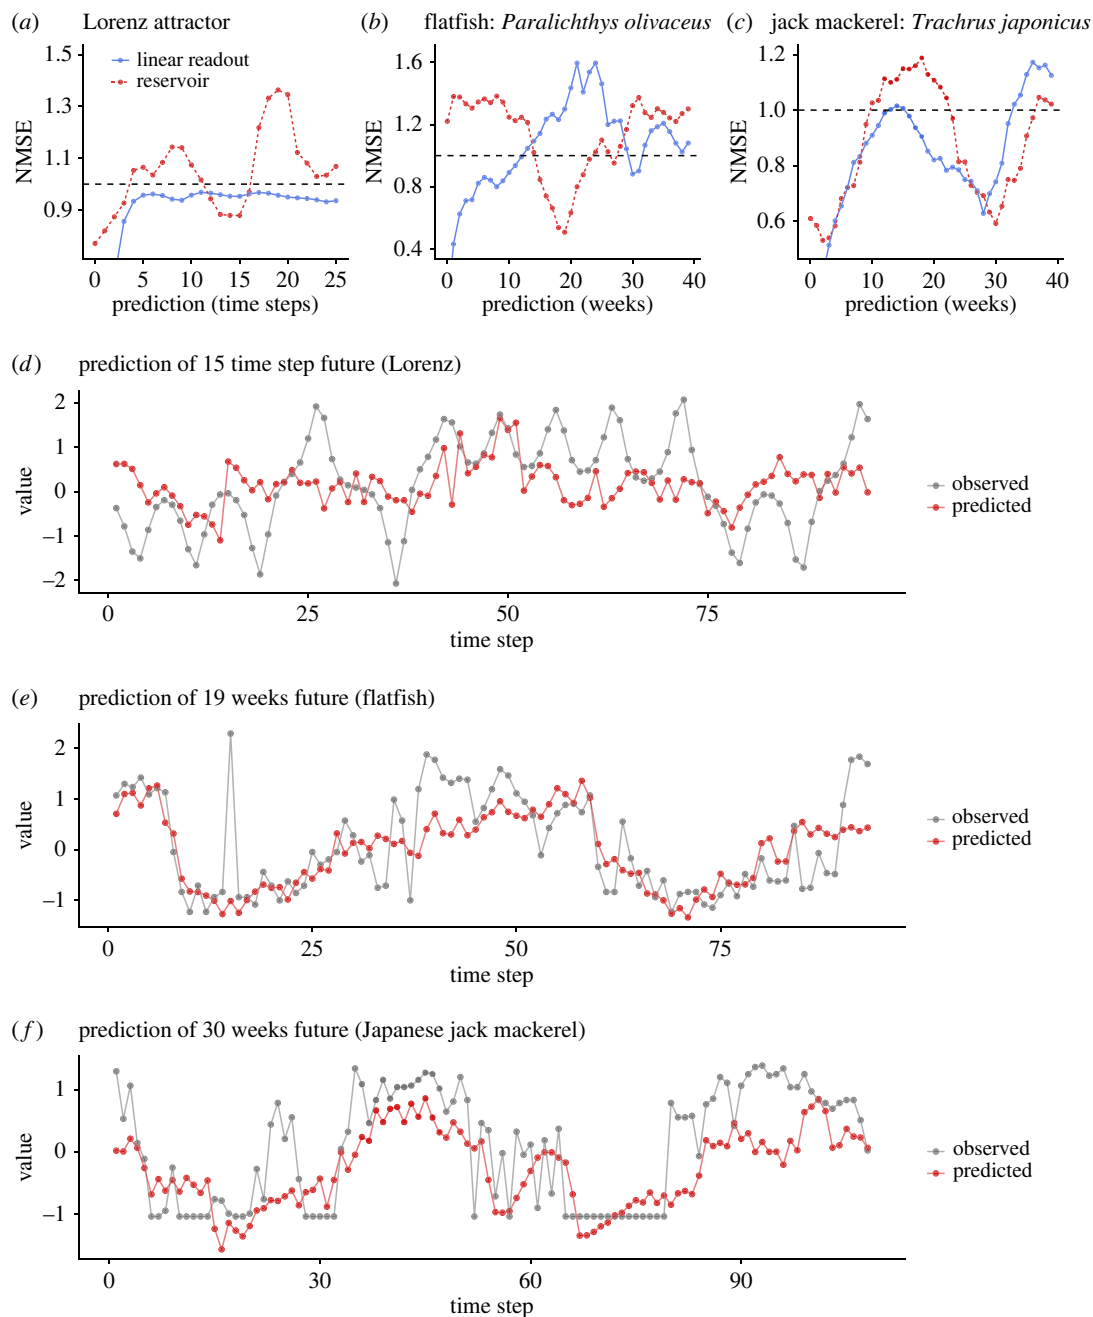 (a) Lorenz attractor
1.5
1.3
1.1
0.9
NMSE
linear readout
reservoir
0 5 10 15 20 25
prediction (time steps)
(b) flatfish: Paralichthys olivaceus
1.6
1.2
0.8
0.4
NMSE
0 10 20 30 40
prediction (weeks)
(c) jack mackerel: Trachrus japonicus
1.2
1.0
0.8
0.6
NMSE
0 10 20 30 40
prediction (weeks)
(d) prediction of 15 time step future (Lorenz)
2
1
0
–1
–2
value
0 25 50 75
time step
observed
predicted
(e) prediction of 19 weeks future (flatfish)
2
1
0
–1
value
0 25 50 75
time step
observed
predicted
(f) prediction of 30 weeks future (Japanese jack mackerel)
1
0
–1
value
0 30 60 90
time step
observed
predicted